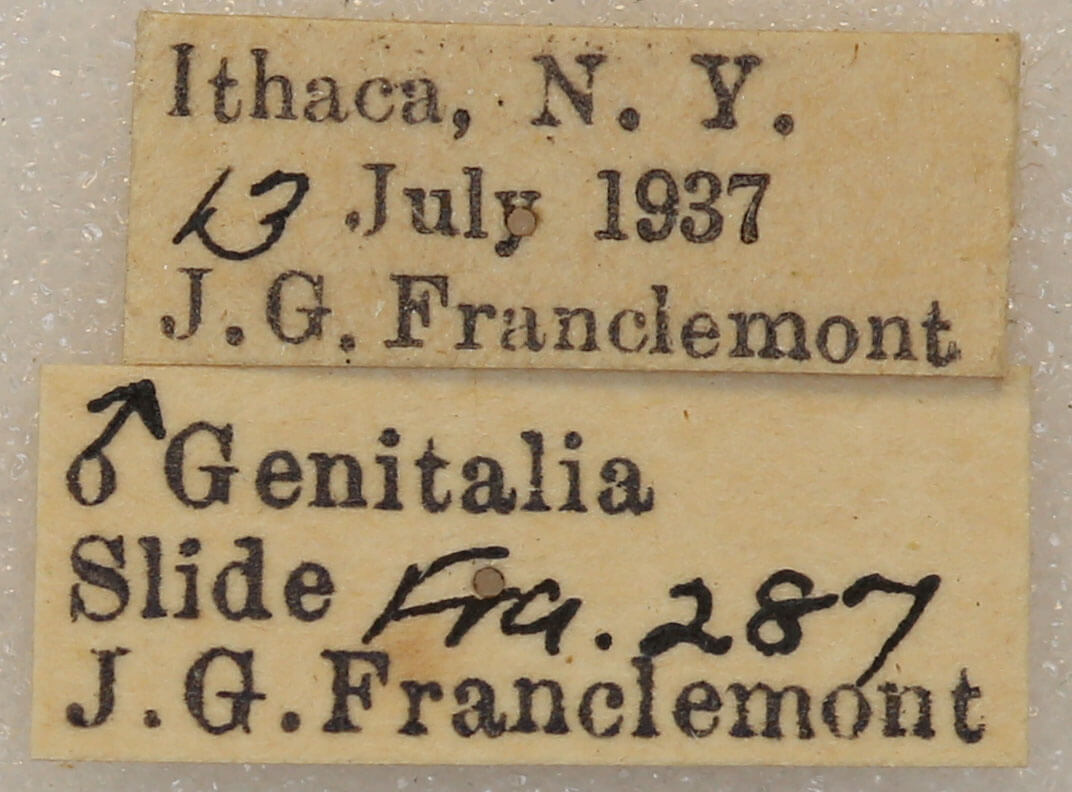 Ithaca, N. Y.
13 July 1937
J. G. Franclemont
♂ Genitalia
Slide Fra. 287
J. G. Franclemont